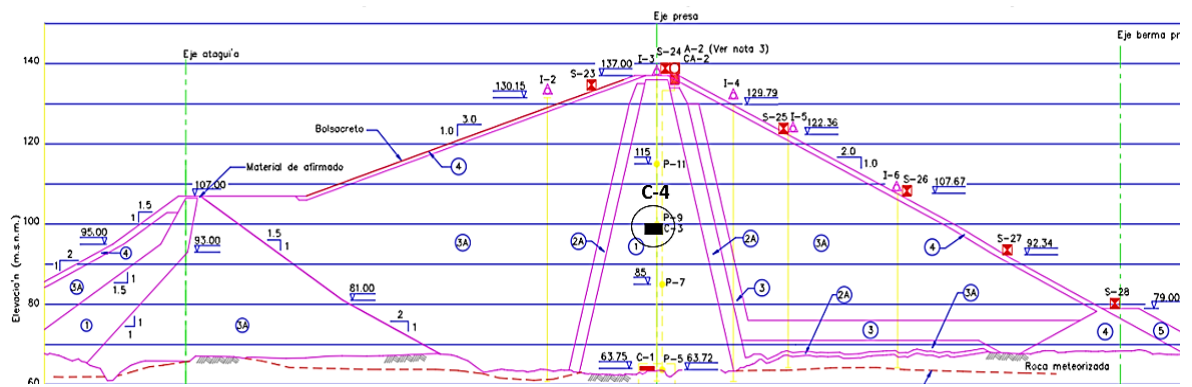 Eje presa
Eje ataguí'a
Eje berma pr
S-24
A-2 (Ver nota 3)
I-3
CA-2
140
137.00
S-23
I-2
130.15
I-4
129.79
S-25
I-5
122.36
3.0
1.0
Bolsacreto
4
120
115
P-11
2.0
1.0
Material de afirmado
107.00
I-6
S-26
107.67
C-4
1.5
1
P-9
C-3
100
95.00
93.00
1.5
1
3A
2A
1
2A
3A
4
S-27
92.34
2
1
4
3A
1
1.5
85
P-7
3
2A
3A
S-28
79.00
80
81.00
1
3A
1
1
2
1
3
4
5
63.75
C-1
P-5
63.72
2A
Roca meteorizada
60
Elevació'n (m.s.n.m.)